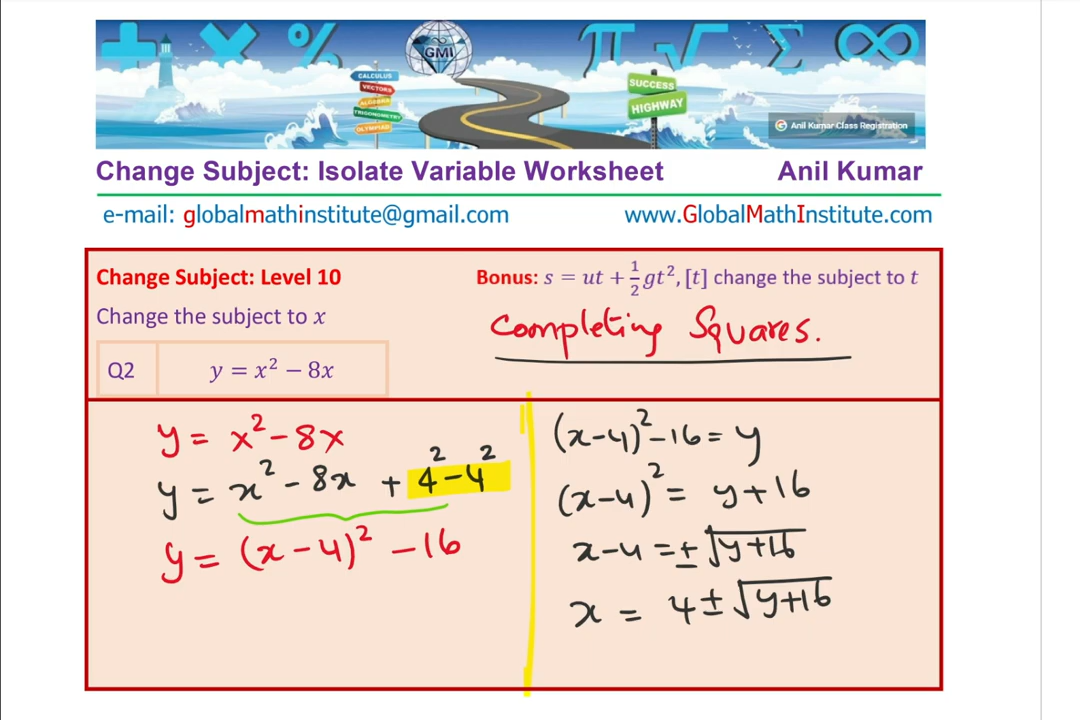 GMI
CALCULUS
VECTORS
ALGEBRA
TRIGONOMETRY
OLYMPIAD
SUCCESS
HIGHWAY
Anil Kumar Class Registration
Change Subject: Isolate Variable Worksheet Anil Kumar
e-mail: globalmathinstitute@gmail.com www.GlobalMathInstitute.com
Change Subject: Level 10 Bonus: s = ut + ½gt², [t] change the subject to t
Change the subject to x
Completing Squares.
Q2 y = x² − 8x
y = x² − 8x
y = x² − 8x + 4² − 4²
y = (x − 4)² − 16
(x−4)² − 16 = y
(x−4)² = y + 16
x − 4 = ± √(y+16)
x = 4 ± √(y+16)